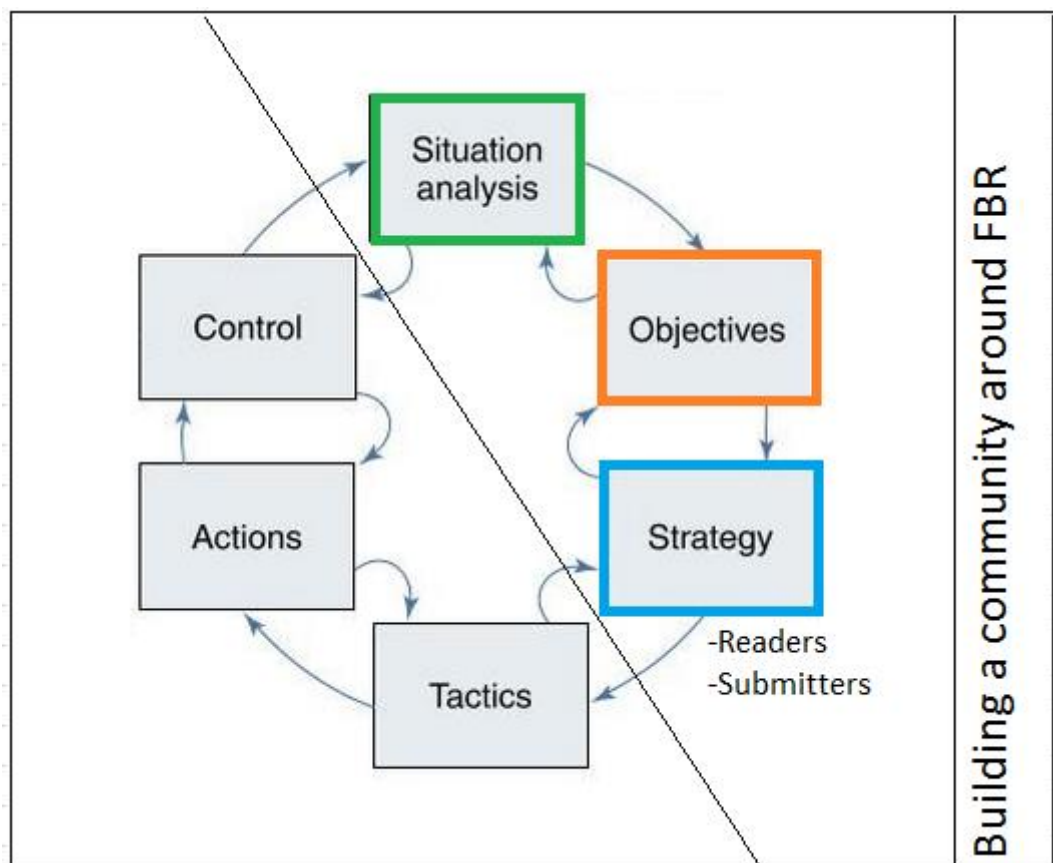 Situation
analysis
Objectives
Strategy
-Readers
-Submitters
Tactics
Actions
Control
Building a community around FBR